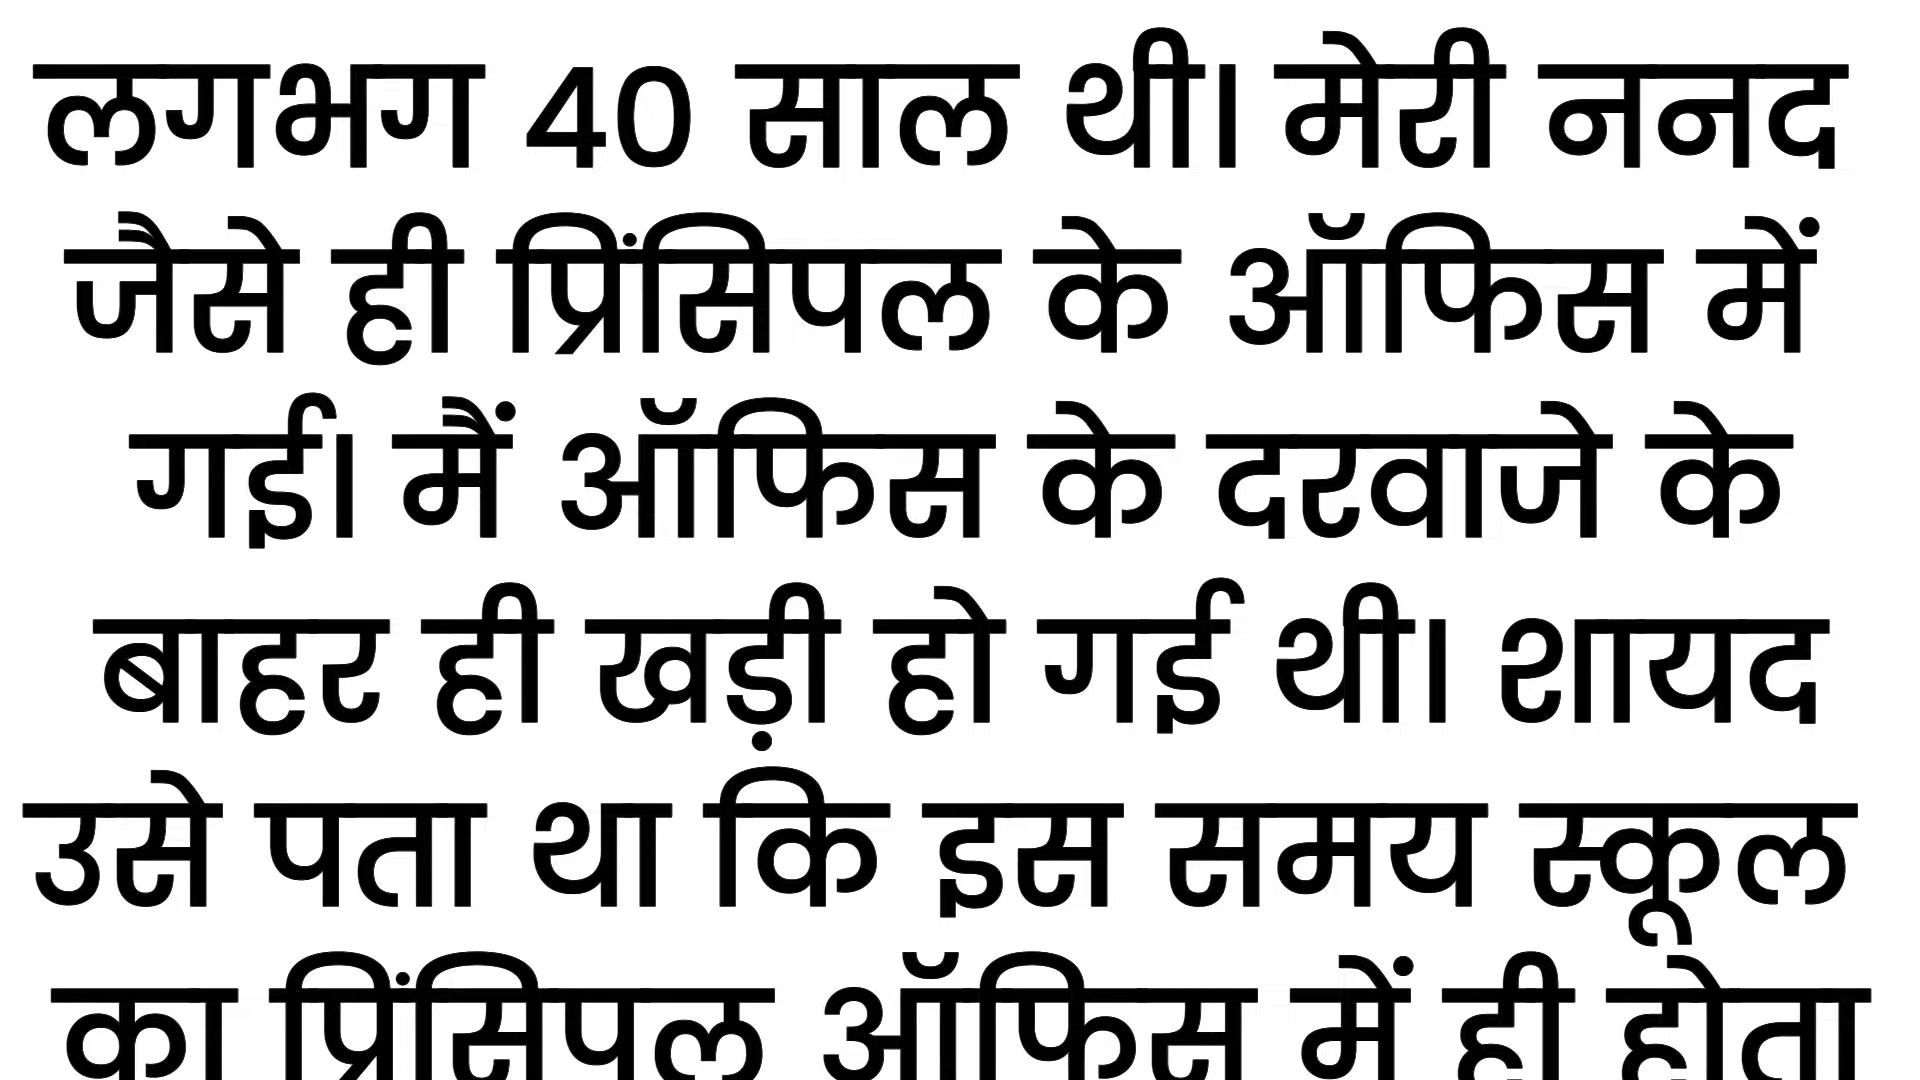 लगभग 40 साल थी। मेरी ननद
जैसे ही प्रिंसिपल के ऑफिस में
गई। मैं ऑफिस के दरवाजे के
बाहर ही खड़ी हो गई थी। शायद
उसे पता था कि इस समय स्कूल
का प्रिंसिपल ऑफिस में ही होता